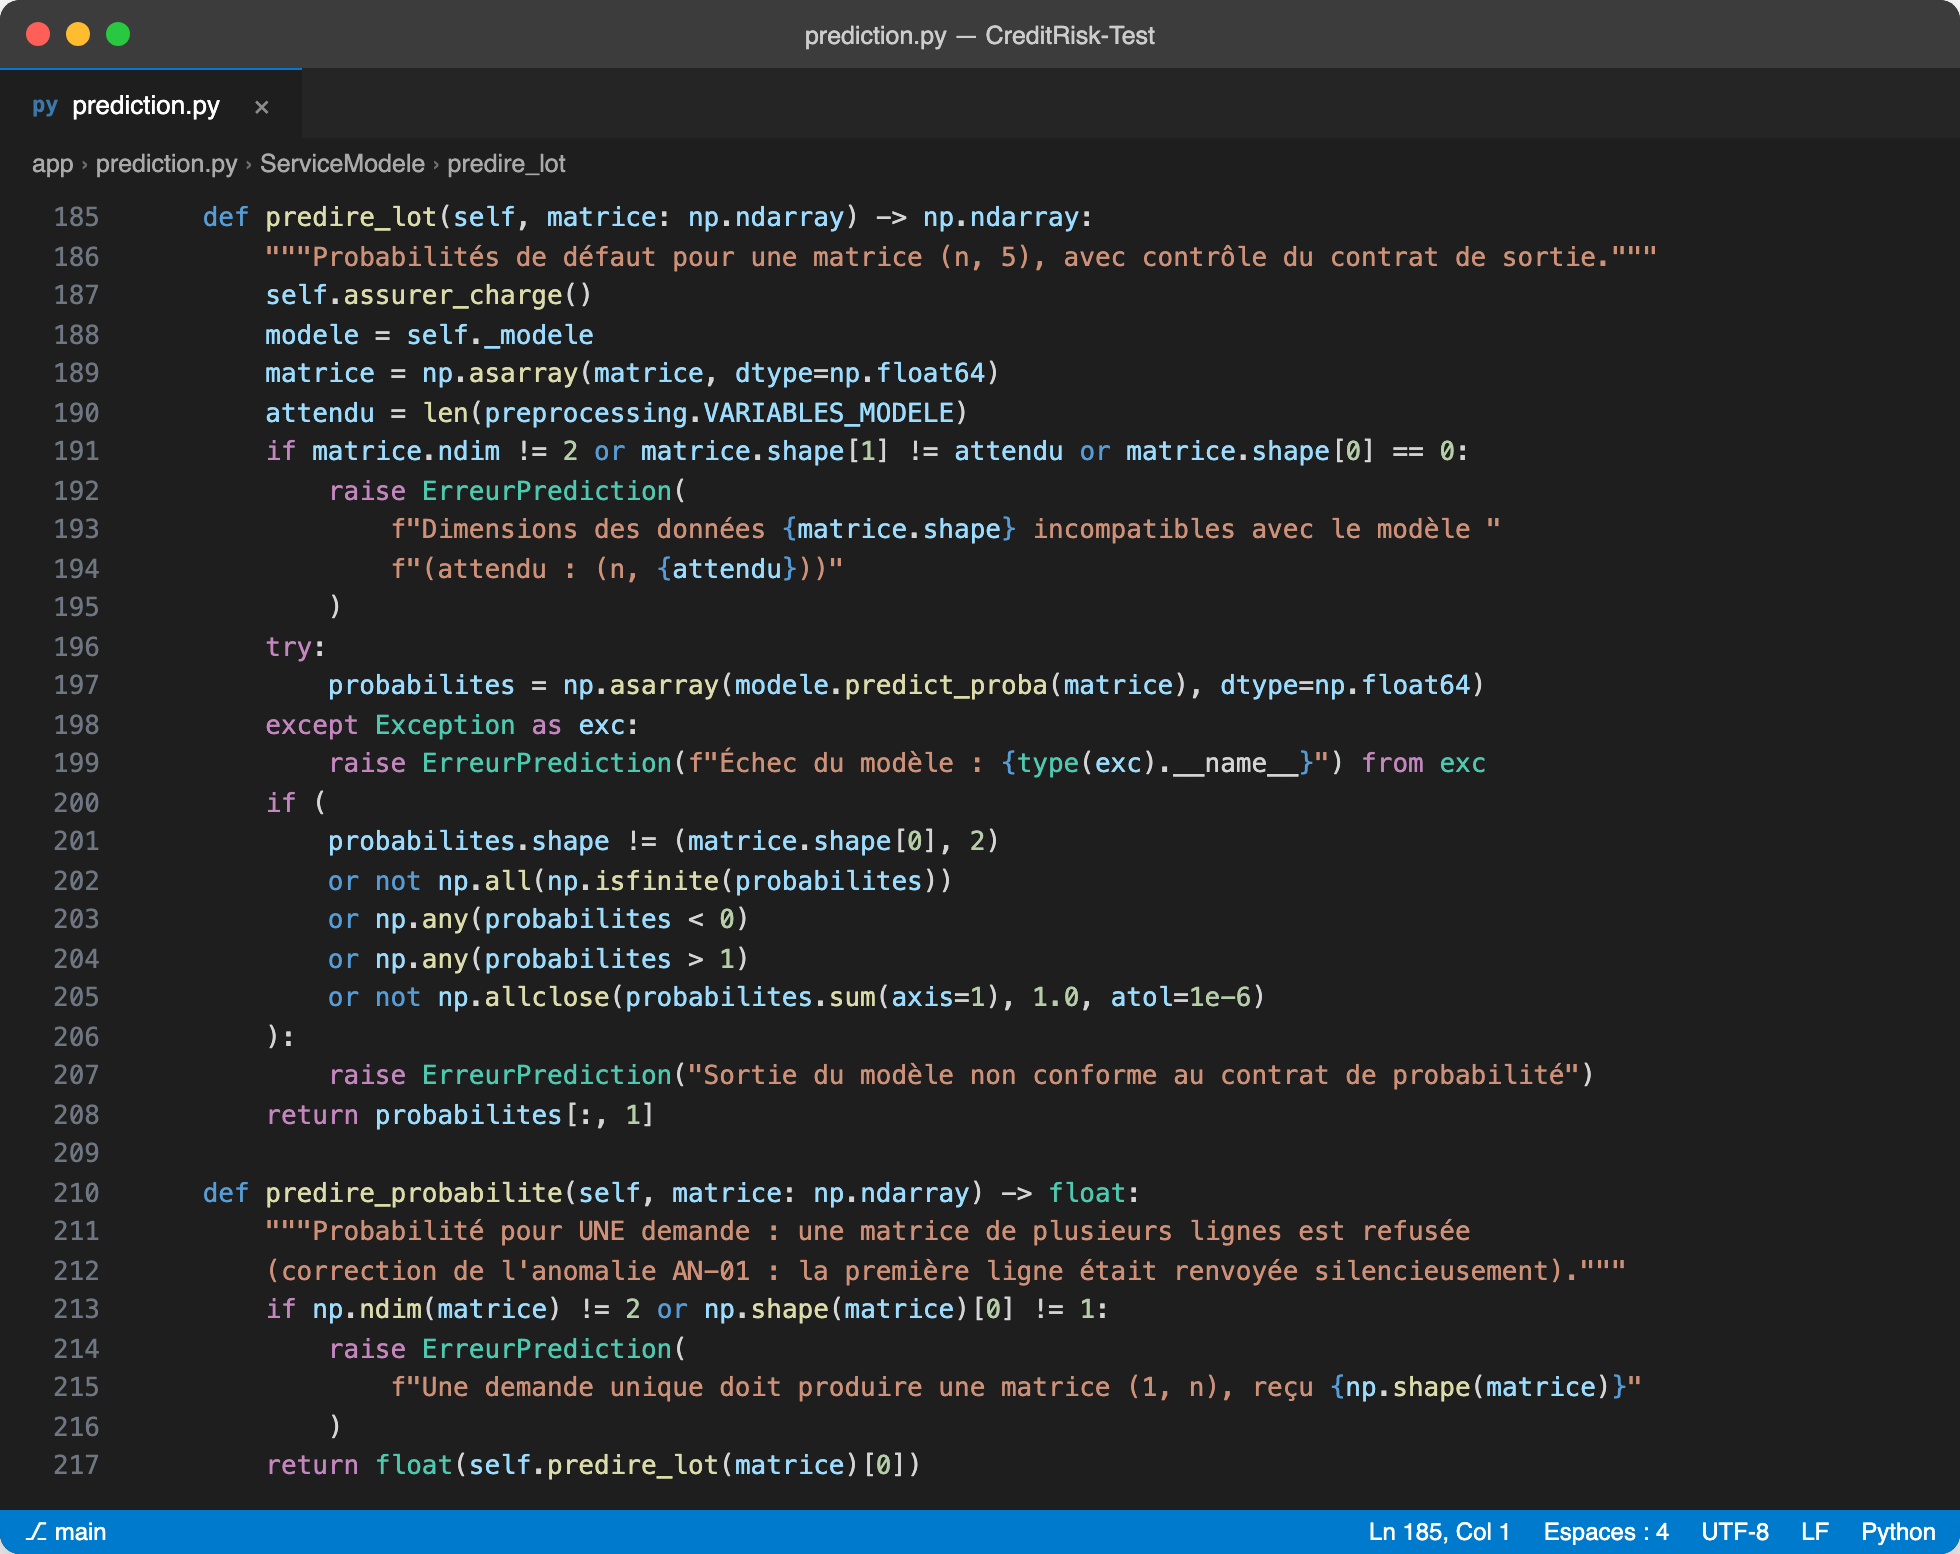 prediction.py — CreditRisk-Test
py prediction.py ×
app › prediction.py › ServiceModele › predire_lot
185     def predire_lot(self, matrice: np.ndarray) -> np.ndarray:
186         """Probabilités de défaut pour une matrice (n, 5), avec contrôle du contrat de sortie."""
187         self.assurer_charge()
188         modele = self._modele
189         matrice = np.asarray(matrice, dtype=np.float64)
190         attendu = len(preprocessing.VARIABLES_MODELE)
191         if matrice.ndim != 2 or matrice.shape[1] != attendu or matrice.shape[0] == 0:
192             raise ErreurPrediction(
193                 f"Dimensions des données {matrice.shape} incompatibles avec le modèle "
194                 f"(attendu : (n, {attendu}))"
195             )
196         try:
197             probabilites = np.asarray(modele.predict_proba(matrice), dtype=np.float64)
198         except Exception as exc:
199             raise ErreurPrediction(f"Échec du modèle : {type(exc).__name__}") from exc
200         if (
201             probabilites.shape != (matrice.shape[0], 2)
202             or not np.all(np.isfinite(probabilites))
203             or np.any(probabilites < 0)
204             or np.any(probabilites > 1)
205             or not np.allclose(probabilites.sum(axis=1), 1.0, atol=1e-6)
206         ):
207             raise ErreurPrediction("Sortie du modèle non conforme au contrat de probabilité")
208         return probabilites[:, 1]
209
210     def predire_probabilite(self, matrice: np.ndarray) -> float:
211         """Probabilité pour UNE demande : une matrice de plusieurs lignes est refusée
212         (correction de l'anomalie AN-01 : la première ligne était renvoyée silencieusement)."""
213         if np.ndim(matrice) != 2 or np.shape(matrice)[0] != 1:
214             raise ErreurPrediction(
215                 f"Une demande unique doit produire une matrice (1, n), reçu {np.shape(matrice)}"
216             )
217         return float(self.predire_lot(matrice)[0])
main Ln 185, Col 1 Espaces : 4 UTF-8 LF Python